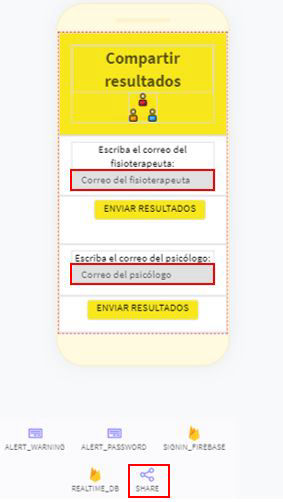 Compartir
resultados
Escriba el correo del
fisioterapeuta:
Correo del fisioterapeuta
ENVIAR RESULTADOS
Escriba el correo del psicólogo:
Correo del psicólogo
ENVIAR RESULTADOS
ALERT_WARNING ALERT_PASSWORD SIGNIN_FIREBASE
REALTIME_DB SHARE